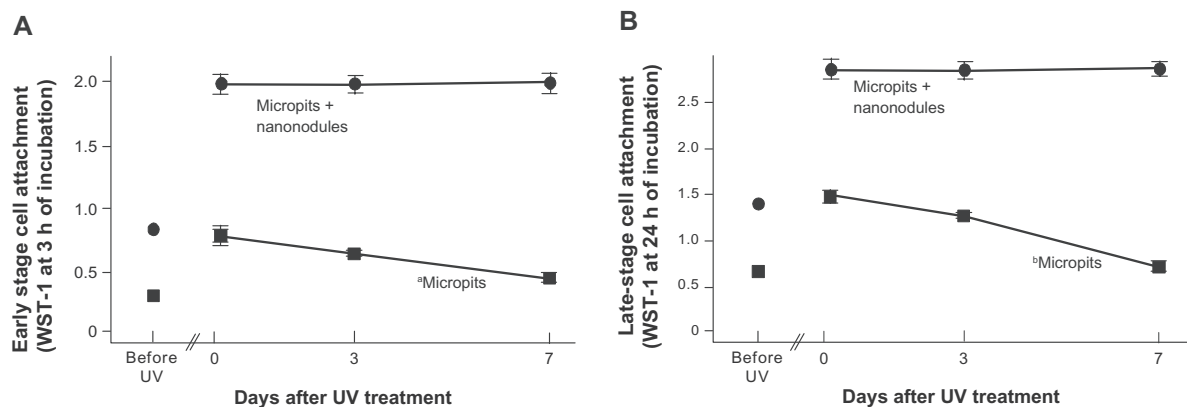 A
Early stage cell attachment
(WST-1 at 3 h of incubation)
2.0
1.5
1.0
0.5
0
Micropits +
nanonodules
ᵃMicropits
Before
UV
0
3
7
Days after UV treatment
B
Late-stage cell attachment
(WST-1 at 24 h of incubation)
2.5
2.0
1.5
1.0
0.5
0
Micropits +
nanonodules
ᵇMicropits
Before
UV
0
3
7
Days after UV treatment